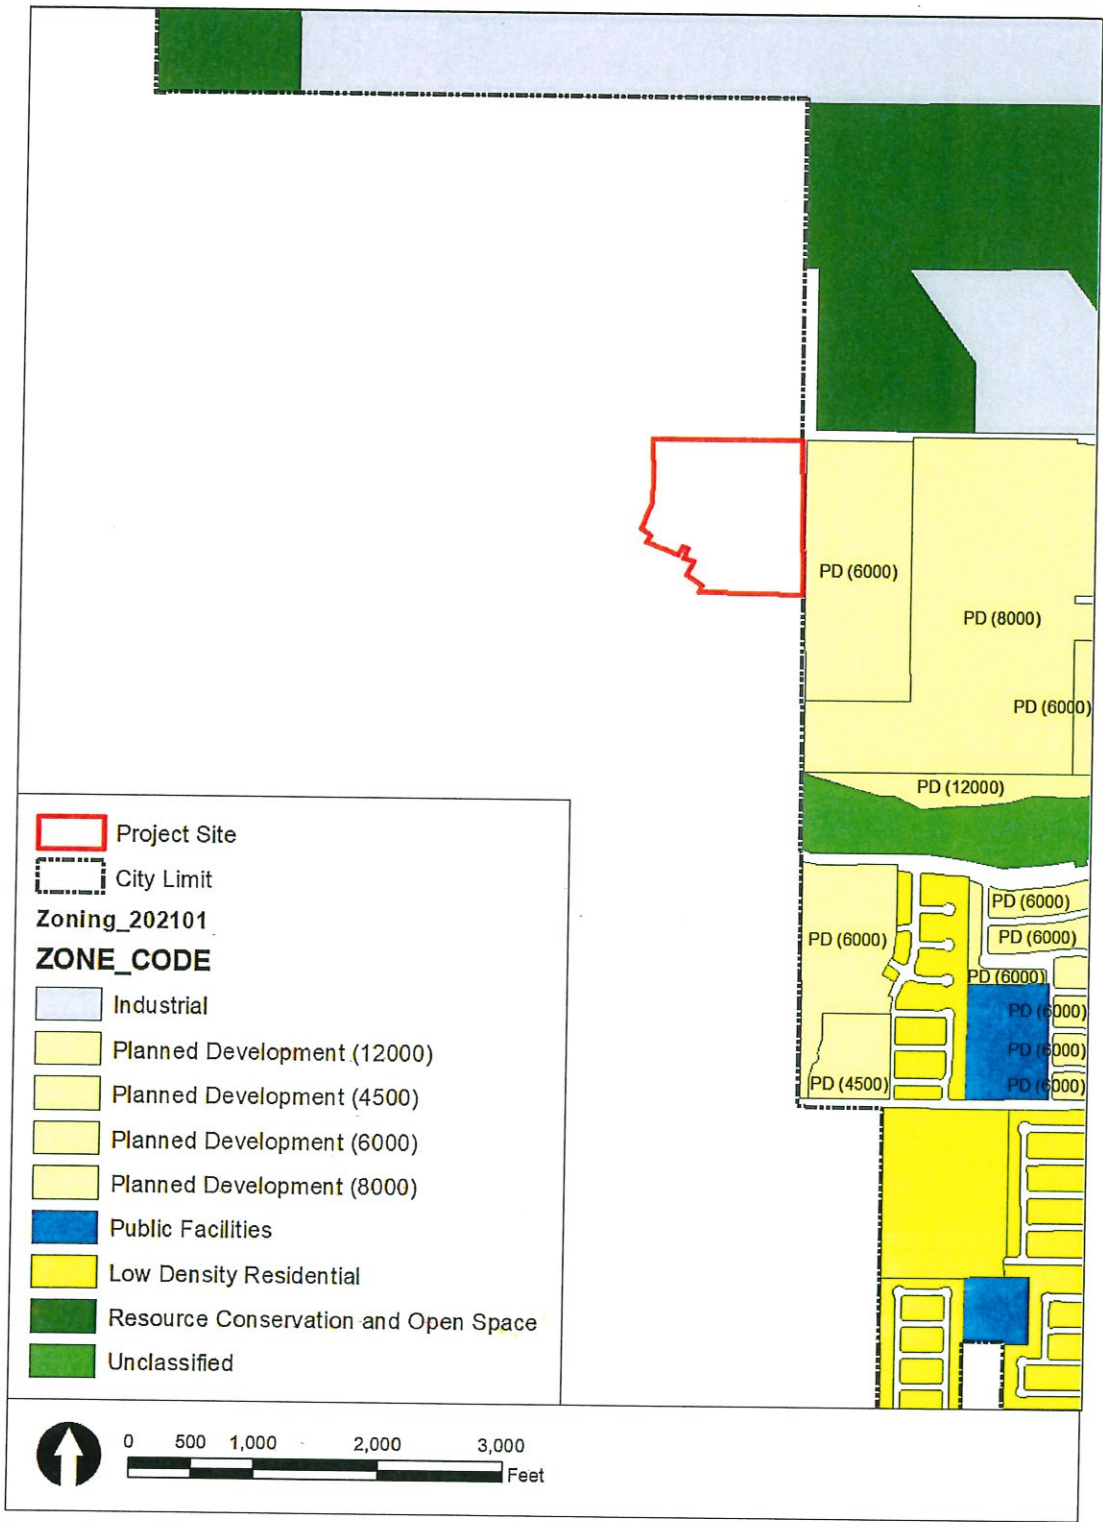 PD (6000)
PD (8000)
PD (6000)
PD (12000)
PD (6000)
PD (6000)
PD (6000)
PD (6000)
PD (6000)
PD (6000)
PD (6000)
PD (4500)
Project Site
City Limit
Zoning_202101
ZONE_CODE
Industrial
Planned Development (12000)
Planned Development (4500)
Planned Development (6000)
Planned Development (8000)
Public Facilities
Low Density Residential
Resource Conservation and Open Space
Unclassified
0 500 1,000 2,000 3,000
Feet